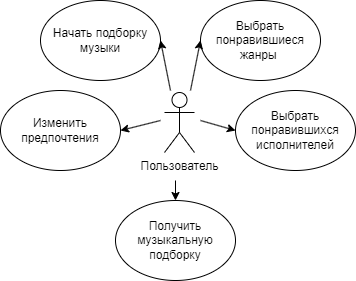 Начать подборку
музыки
Выбрать
понравившиеся
жанры
Изменить
предпочтения
Выбрать
понравившихся
исполнителей
Пользователь
Получить
музыкальную
подборку